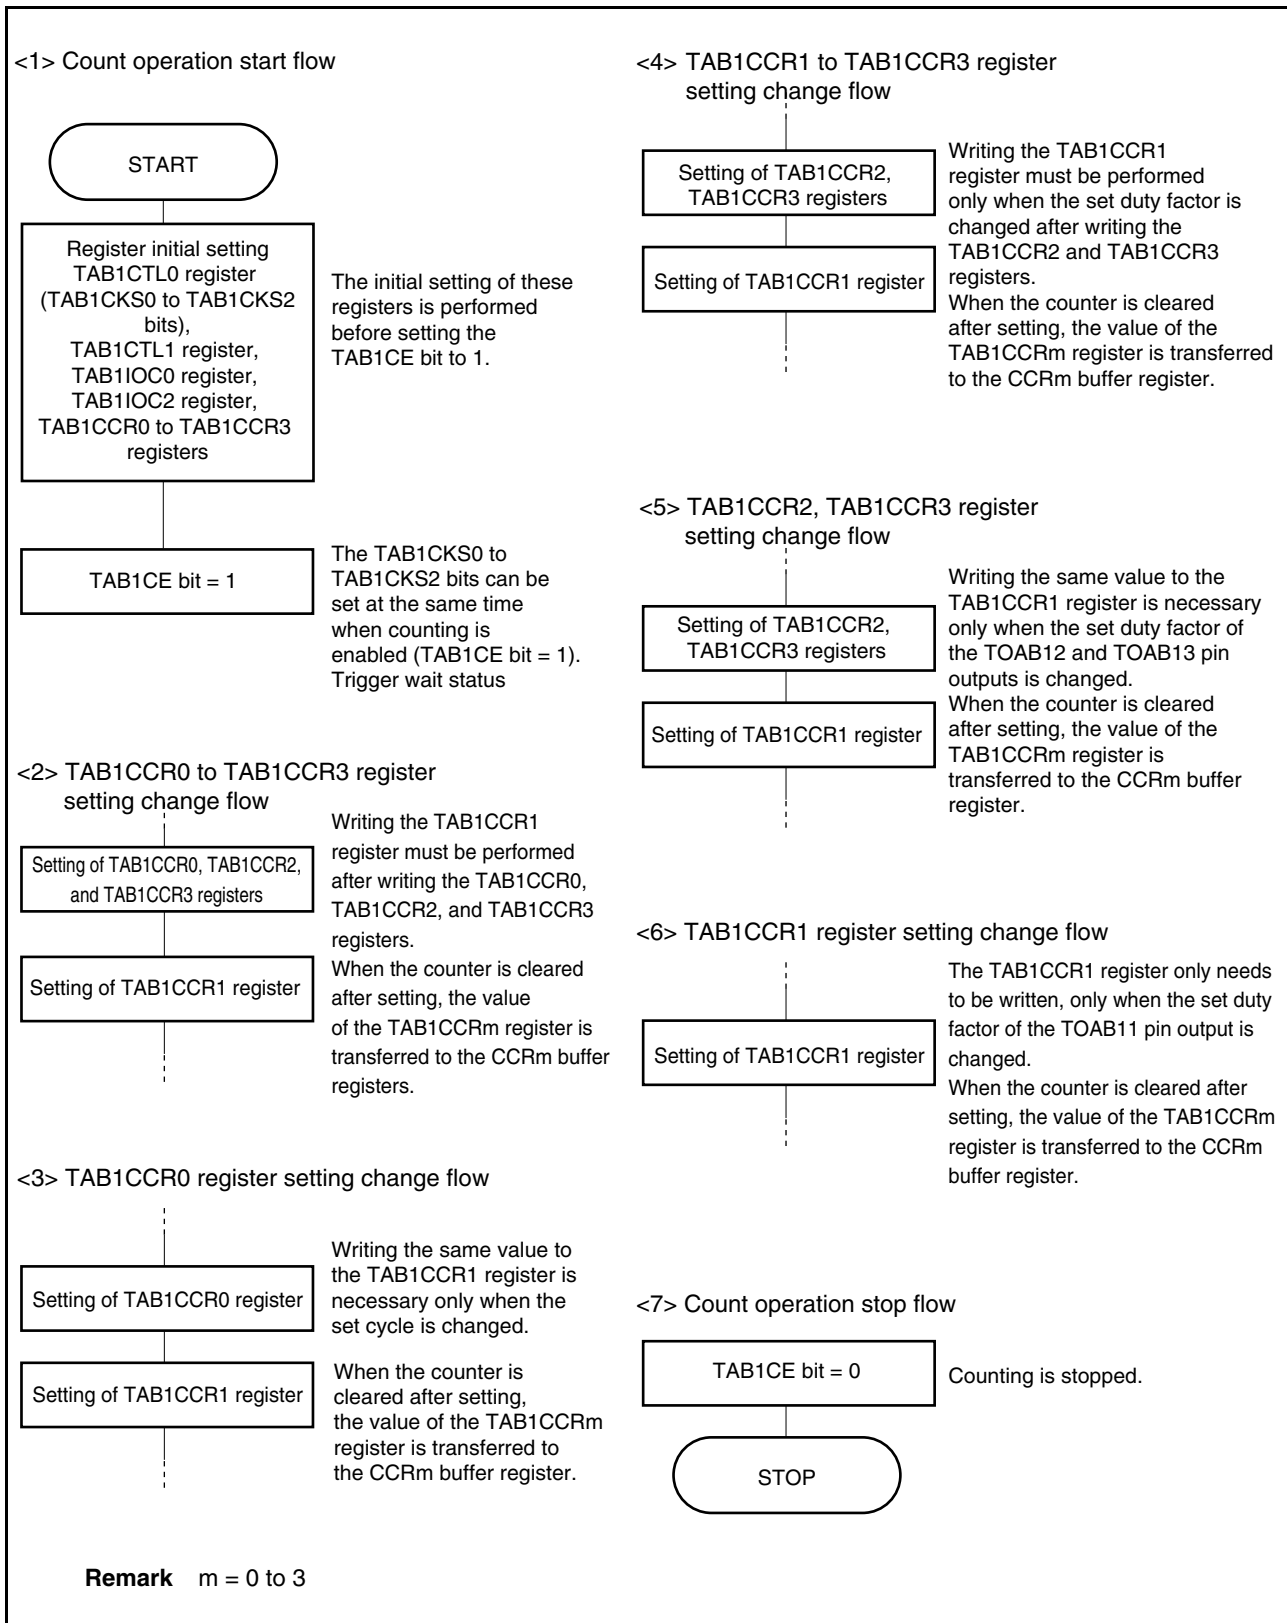 <1> Count operation start flow
START
Register initial setting
TAB1CTL0 register
(TAB1CKS0 to TAB1CKS2
bits),
TAB1CTL1 register,
TAB1IOC0 register,
TAB1IOC2 register,
TAB1CCR0 to TAB1CCR3
registers
The initial setting of these
registers is performed
before setting the
TAB1CE bit to 1.
TAB1CE bit = 1
The TAB1CKS0 to
TAB1CKS2 bits can be
set at the same time
when counting is
enabled (TAB1CE bit = 1).
Trigger wait status
<2> TAB1CCR0 to TAB1CCR3 register
setting change flow
Setting of TAB1CCR0, TAB1CCR2,
and TAB1CCR3 registers
Setting of TAB1CCR1 register
Writing the TAB1CCR1
register must be performed
after writing the TAB1CCR0,
TAB1CCR2, and TAB1CCR3
registers.
When the counter is cleared
after setting, the value
of the TAB1CCRm register is
transferred to the CCRm buffer
registers.
<3> TAB1CCR0 register setting change flow
Setting of TAB1CCR0 register
Writing the same value to
the TAB1CCR1 register is
necessary only when the
set cycle is changed.
Setting of TAB1CCR1 register
When the counter is
cleared after setting,
the value of the TAB1CCRm
register is transferred to
the CCRm buffer register.
<4> TAB1CCR1 to TAB1CCR3 register
setting change flow
Setting of TAB1CCR2,
TAB1CCR3 registers
Setting of TAB1CCR1 register
Writing the TAB1CCR1
register must be performed
only when the set duty factor is
changed after writing the
TAB1CCR2 and TAB1CCR3
registers.
When the counter is cleared
after setting, the value of the
TAB1CCRm register is transferred
to the CCRm buffer register.
<5> TAB1CCR2, TAB1CCR3 register
setting change flow
Setting of TAB1CCR2,
TAB1CCR3 registers
Setting of TAB1CCR1 register
Writing the same value to the
TAB1CCR1 register is necessary
only when the set duty factor of
the TOAB12 and TOAB13 pin
outputs is changed.
When the counter is cleared
after setting, the value of the
TAB1CCRm register is
transferred to the CCRm buffer
register.
<6> TAB1CCR1 register setting change flow
Setting of TAB1CCR1 register
The TAB1CCR1 register only needs
to be written, only when the set duty
factor of the TOAB11 pin output is
changed.
When the counter is cleared after
setting, the value of the TAB1CCRm
register is transferred to the CCRm
buffer register.
<7> Count operation stop flow
TAB1CE bit = 0
Counting is stopped.
STOP
Remark m = 0 to 3